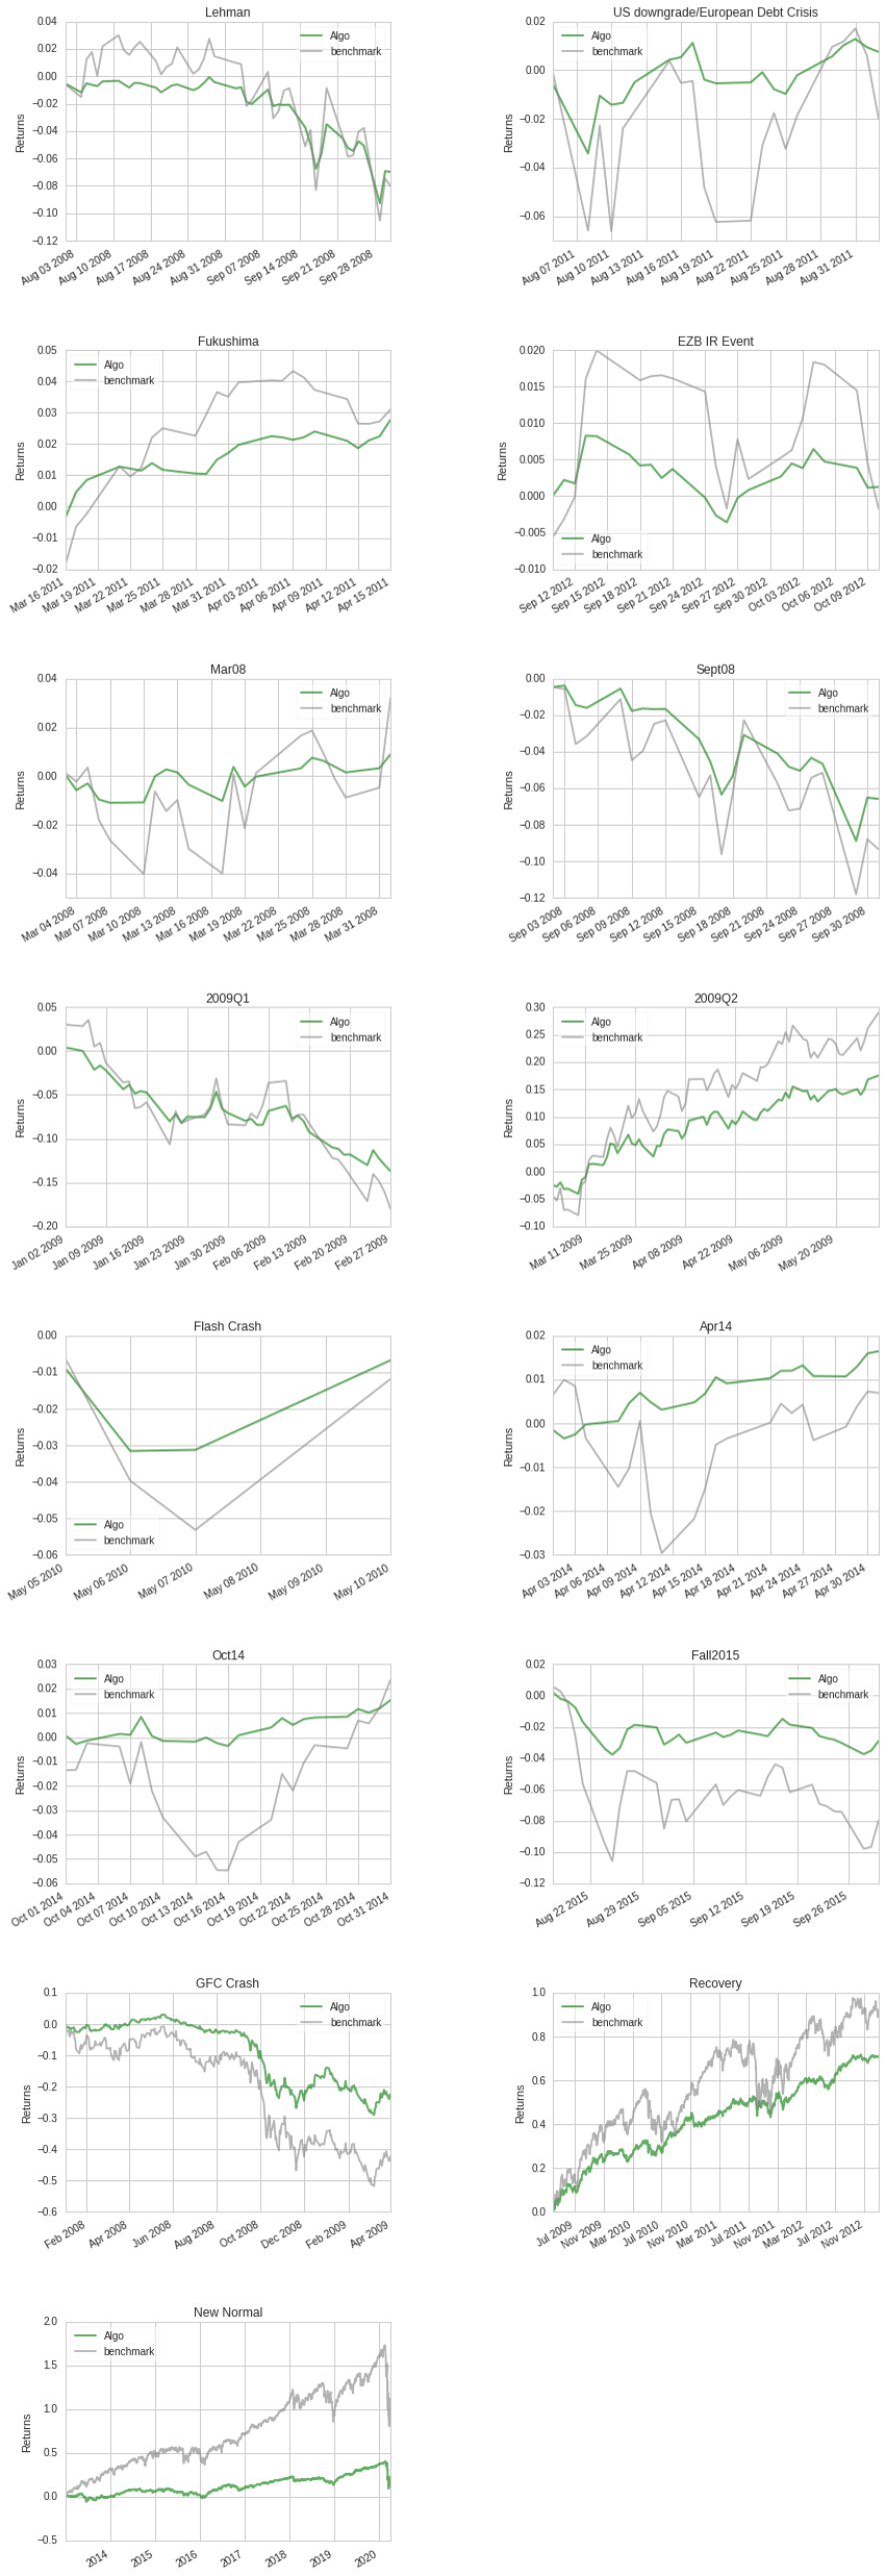 Lehman
0.04
0.02
0.00
−0.02
−0.04
−0.06
−0.08
−0.10
−0.12
Returns
Algo
benchmark
Aug 03 2008
Aug 10 2008
Aug 17 2008
Aug 24 2008
Aug 31 2008
Sep 07 2008
Sep 14 2008
Sep 21 2008
Sep 28 2008
US downgrade/European Debt Crisis
0.02
0.00
−0.02
−0.04
−0.06
Returns
Algo
benchmark
Aug 07 2011
Aug 10 2011
Aug 13 2011
Aug 16 2011
Aug 19 2011
Aug 22 2011
Aug 25 2011
Aug 28 2011
Aug 31 2011
Fukushima
0.05
0.04
0.03
0.02
0.01
0.00
−0.01
−0.02
Returns
Algo
benchmark
Mar 16 2011
Mar 19 2011
Mar 22 2011
Mar 25 2011
Mar 28 2011
Mar 31 2011
Apr 03 2011
Apr 06 2011
Apr 09 2011
Apr 12 2011
Apr 15 2011
EZB IR Event
0.020
0.015
0.010
0.005
0.000
−0.005
−0.010
Returns
Algo
benchmark
Sep 12 2012
Sep 15 2012
Sep 18 2012
Sep 21 2012
Sep 24 2012
Sep 27 2012
Sep 30 2012
Oct 03 2012
Oct 06 2012
Oct 09 2012
Mar08
0.04
0.02
0.00
−0.02
−0.04
Returns
Algo
benchmark
Mar 04 2008
Mar 07 2008
Mar 10 2008
Mar 13 2008
Mar 16 2008
Mar 19 2008
Mar 22 2008
Mar 25 2008
Mar 28 2008
Mar 31 2008
Sept08
0.00
−0.02
−0.04
−0.06
−0.08
−0.10
−0.12
Returns
Algo
benchmark
Sep 03 2008
Sep 06 2008
Sep 09 2008
Sep 12 2008
Sep 15 2008
Sep 18 2008
Sep 21 2008
Sep 24 2008
Sep 27 2008
Sep 30 2008
2009Q1
0.05
0.00
−0.05
−0.10
−0.15
−0.20
Returns
Algo
benchmark
Jan 02 2009
Jan 09 2009
Jan 16 2009
Jan 23 2009
Jan 30 2009
Feb 06 2009
Feb 13 2009
Feb 20 2009
Feb 27 2009
2009Q2
0.30
0.25
0.20
0.15
0.10
0.05
0.00
−0.05
−0.10
Returns
Algo
benchmark
Mar 11 2009
Mar 25 2009
Apr 08 2009
Apr 22 2009
May 06 2009
May 20 2009
Flash Crash
0.00
−0.01
−0.02
−0.03
−0.04
−0.05
−0.06
Returns
Algo
benchmark
May 05 2010
May 06 2010
May 07 2010
May 08 2010
May 09 2010
May 10 2010
Apr14
0.02
0.01
0.00
−0.01
−0.02
−0.03
Returns
Algo
benchmark
Apr 03 2014
Apr 06 2014
Apr 09 2014
Apr 12 2014
Apr 15 2014
Apr 18 2014
Apr 21 2014
Apr 24 2014
Apr 27 2014
Apr 30 2014
Oct14
0.03
0.02
0.01
0.00
−0.01
−0.02
−0.03
−0.04
−0.05
−0.06
Returns
Algo
benchmark
Oct 01 2014
Oct 04 2014
Oct 07 2014
Oct 10 2014
Oct 13 2014
Oct 16 2014
Oct 19 2014
Oct 22 2014
Oct 25 2014
Oct 28 2014
Oct 31 2014
Fall2015
0.02
0.00
−0.02
−0.04
−0.06
−0.08
−0.10
−0.12
Returns
Algo
benchmark
Aug 22 2015
Aug 29 2015
Sep 05 2015
Sep 12 2015
Sep 19 2015
Sep 26 2015
GFC Crash
0.1
0.0
−0.1
−0.2
−0.3
−0.4
−0.5
−0.6
Returns
Algo
benchmark
Feb 2008
Apr 2008
Jun 2008
Aug 2008
Oct 2008
Dec 2008
Feb 2009
Apr 2009
Recovery
1.0
0.8
0.6
0.4
0.2
0.0
Returns
Algo
benchmark
Jul 2009
Nov 2009
Mar 2010
Jul 2010
Nov 2010
Mar 2011
Jul 2011
Nov 2011
Mar 2012
Jul 2012
Nov 2012
New Normal
2.0
1.5
1.0
0.5
0.0
−0.5
Returns
Algo
benchmark
2014
2015
2016
2017
2018
2019
2020